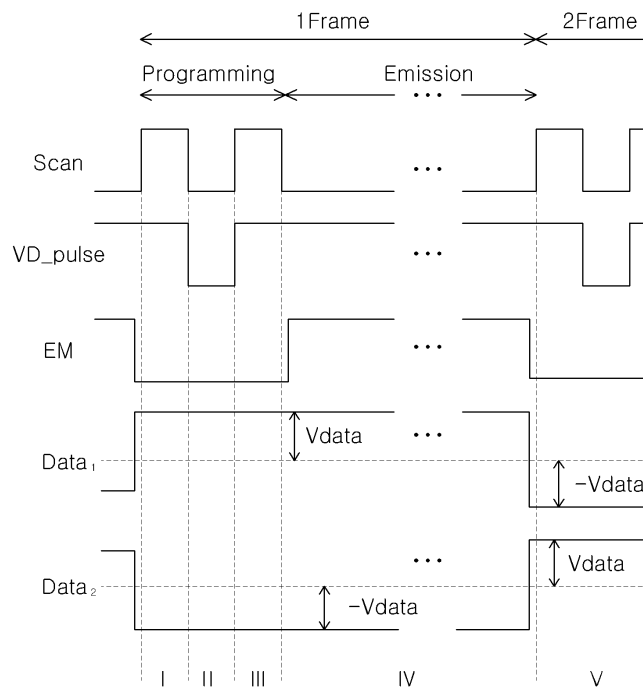 1Frame 2Frame
Programming Emission
...
Scan ...
VD_pulse ...
EM ...
Data₁ Vdata ...
-Vdata
Data₂ ... Vdata
-Vdata
...
I II III IV V